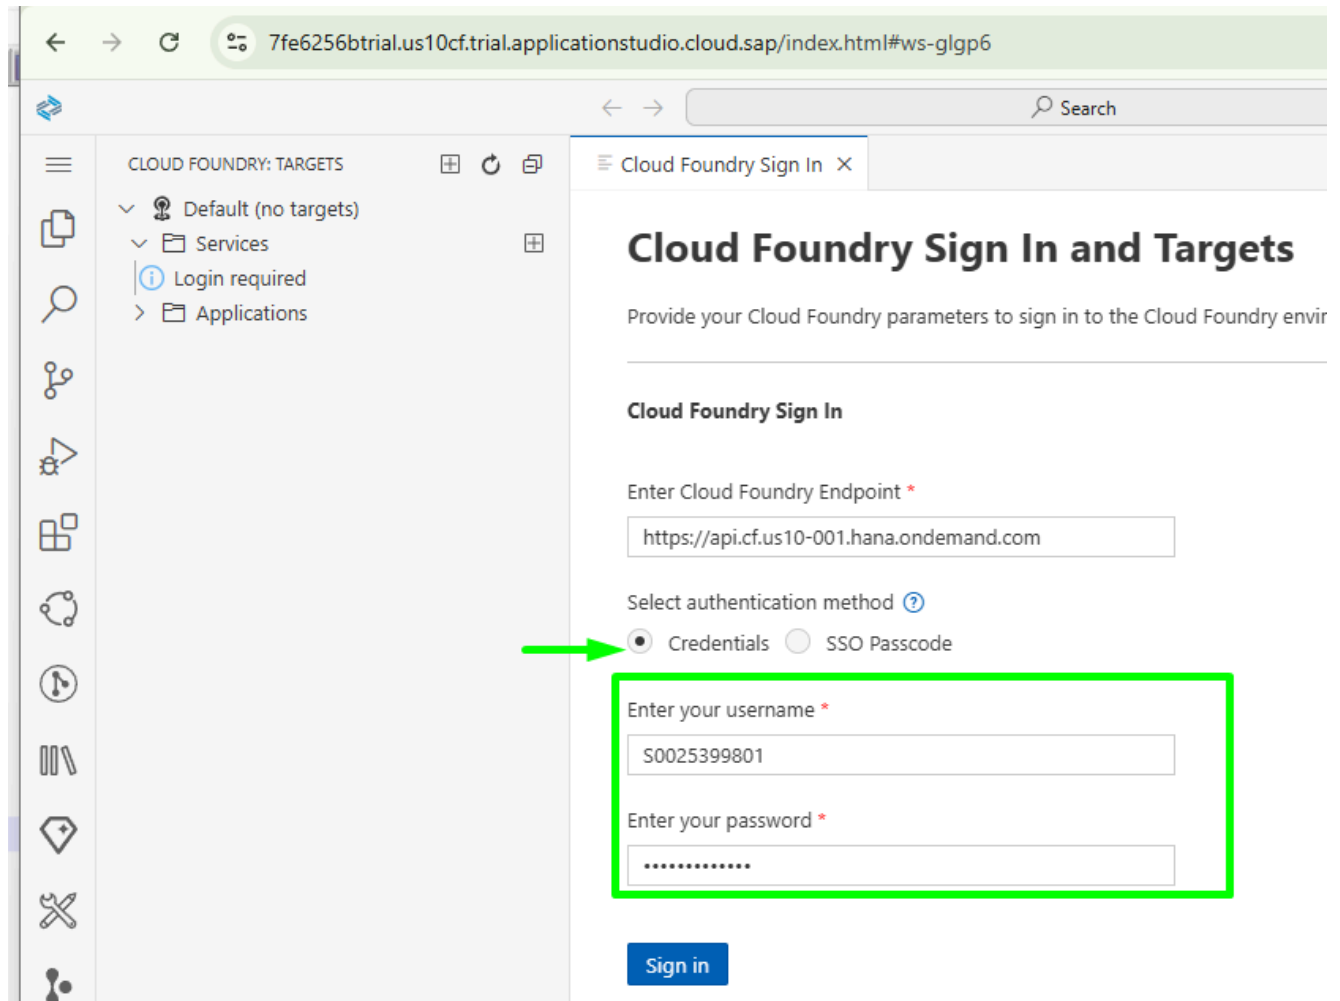 7fe6256btrial.us10cf.trial.applicationstudio.cloud.sap/index.html#ws-glgp6
Search
CLOUD FOUNDRY: TARGETS
Default (no targets)
Services
Login required
Applications
Cloud Foundry Sign In
Cloud Foundry Sign In and Targets
Provide your Cloud Foundry parameters to sign in to the Cloud Foundry
Cloud Foundry Sign In
Enter Cloud Foundry Endpoint *
https://api.cf.us10-001.hana.ondemand.com
Select authentication method ?
Credentials SSO Passcode
Enter your username *
S0025399801
Enter your password *
•••••••••••••
Sign in